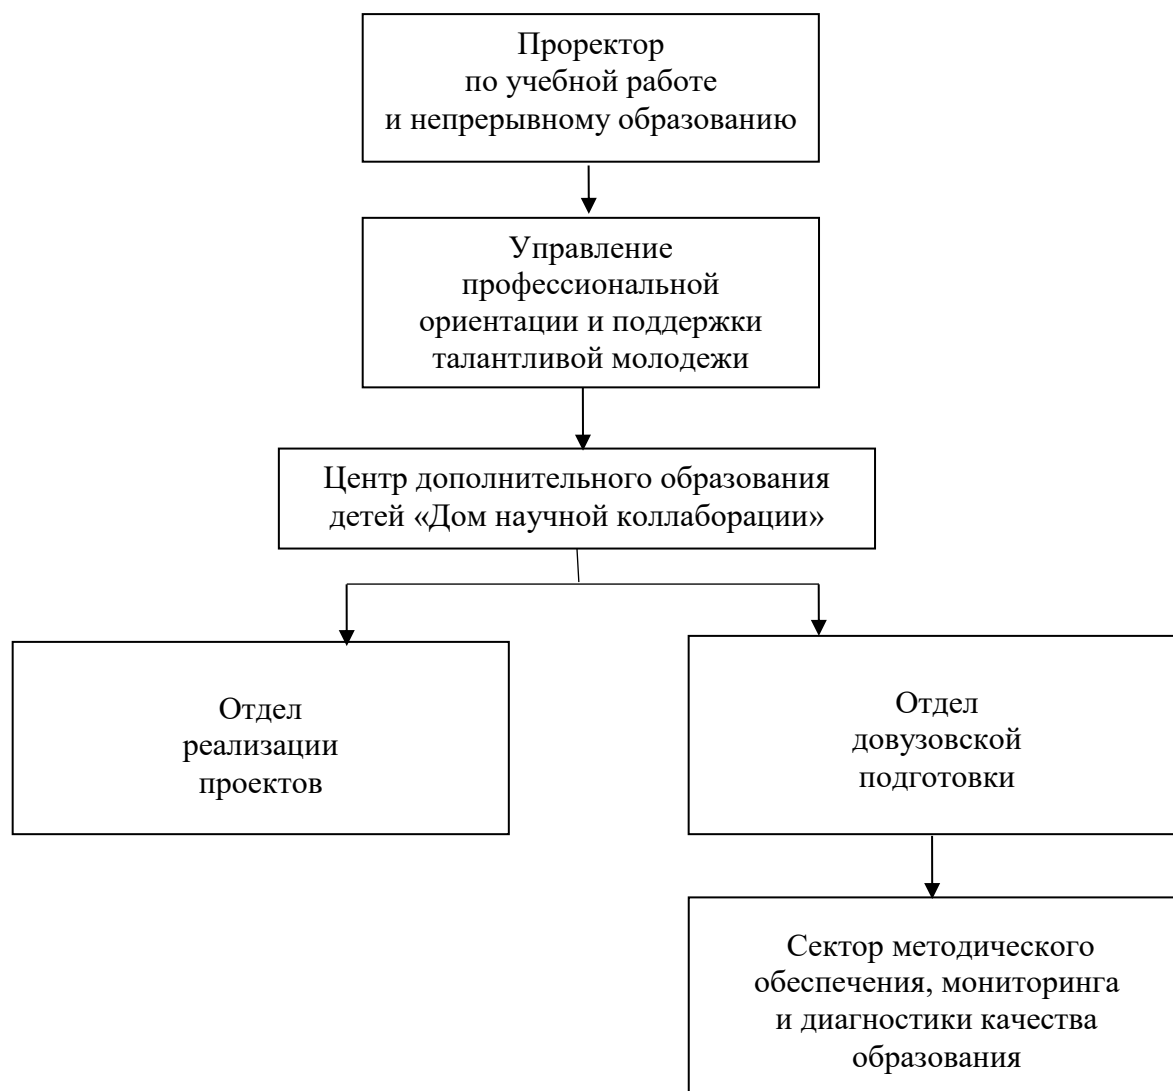 Проректор
по учебной работе
и непрерывному образованию
Управление
профессиональной
ориентации и поддержки
талантливой молодежи
Центр дополнительного образования
детей «Дом научной коллаборации»
Отдел
реализации
проектов
Отдел
довузовской
подготовки
Сектор методического
обеспечения, мониторинга
и диагностики качества
образования